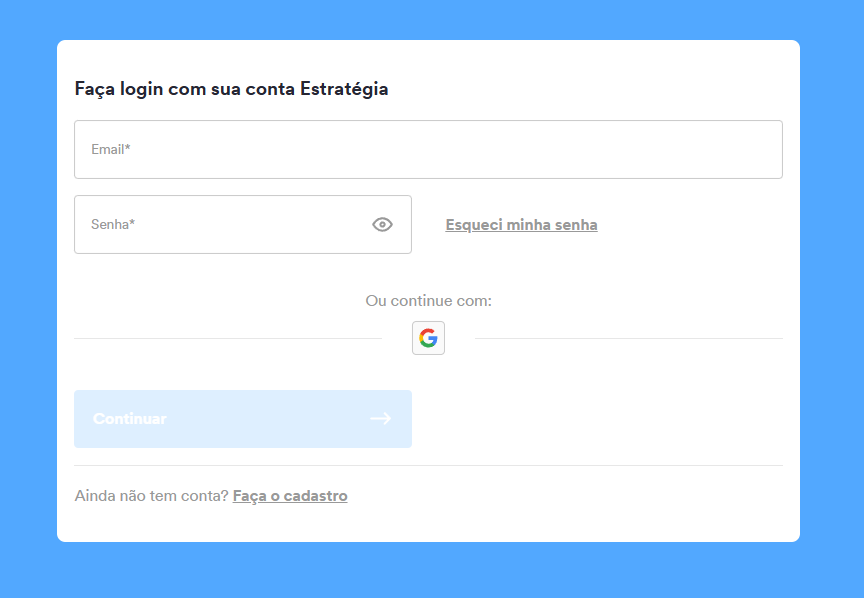 Faça login com sua conta Estratégia
Email*
Senha*
Esqueci minha senha
Ou continue com:
Continuar
Ainda não tem conta? Faça o cadastro